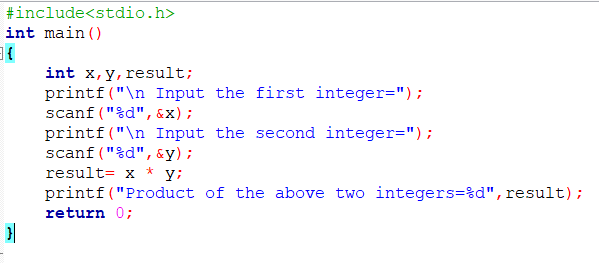 #include<stdio.h>
int main()
{
    int x,y,result;
    printf("\n Input the first integer=");
    scanf("%d",&x);
    printf("\n Input the second integer=");
    scanf("%d",&y);
    result= x * y;
    printf("Product of the above two integers=%d",result);
    return 0;
}